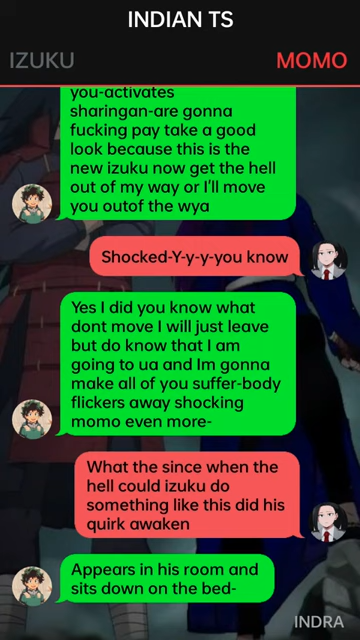 INDIAN TS
IZUKU
MOMO
you-activates
sharingan-are gonna
fucking pay take a good
look because this is the
new izuku now get the hell
out of my way or I'll move
you outof the wya
Shocked-Y-y-y-you know
Yes I did you know what
dont move I will just leave
but do know that I am
going to ua and Im gonna
make all of you suffer-body
flickers away shocking
momo even more-
What the since when the
hell could izuku do
something like this did his
quirk awaken
Appears in his room and
sits down on the bed-
INDRA